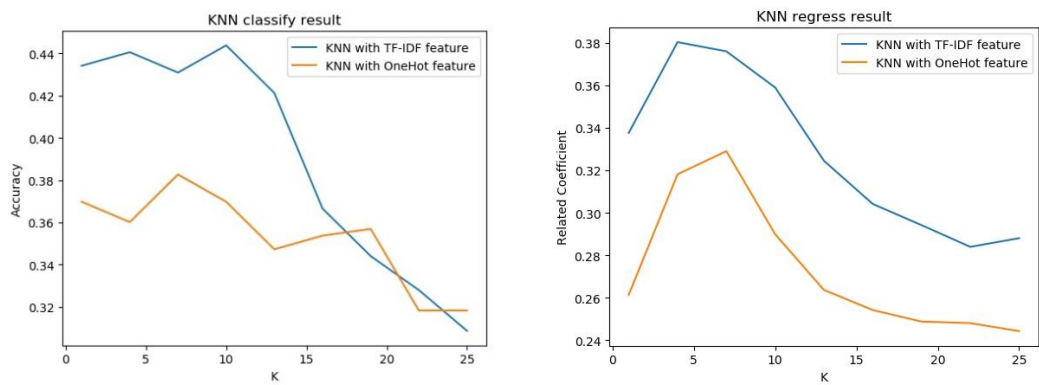 KNN classify result
KNN with TF-IDF feature
KNN with OneHot feature
Accuracy
0.44
0.42
0.40
0.38
0.36
0.34
0.32
0 5 10 15 20 25
K
KNN regress result
KNN with TF-IDF feature
KNN with OneHot feature
Related Coefficient
0.38
0.36
0.34
0.32
0.30
0.28
0.26
0.24
0 5 10 15 20 25
K